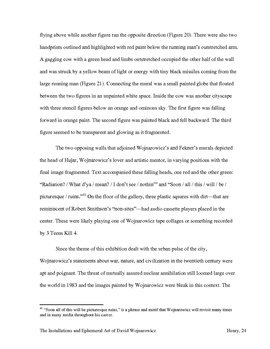 flying above while another figure run the opposite direction (Figure 20). There were also two
handprints outlined and highlighted with red paint below the running man's outstretched arm.
A gagging cow with a green head and limbs outstretched occupied the other half of the wall
and was struck by a yellow beam of light or energy with tiny black missiles coming from the
large running man (Figure 21). Connecting the mural was a small painted globe that floated
between the two figures in an unpainted white space. Inside the cow was another cityscape
with three stencil figures below an orange and ominous sky. The first figure was falling
forward in orange paint. The second figure was painted black and fell backward. The third
figure seemed to be transparent and glowing as it fragmented.
The two opposing walls that adjoined Wojnarowicz's and Fekner's murals depicted
the head of Hujar, Wojnarowicz's lover and artistic mentor, in varying positions with the
final image fragmented. Text accompanied these fading heads, one red and the other green:
"Radiation? / What d'ya / mean!! / I don't see / nothin'" and "Soon / all / this / will / be /
picturesque / ruins."40 On the floor of the gallery, three plastic squares with dirt—that are
reminiscent of Robert Smithson's "non-sites"—had audio cassette players placed in the
center. These were likely playing one of Wojnarowicz tape collages or something recorded
by 3 Teens Kill 4.
Since the theme of this exhibition dealt with the urban pulse of the city,
Wojnarowicz's statements about war, nature, and civilization in the twentieth century were
apt and poignant. The threat of mutually assured nuclear annihilation still loomed large over
the world in 1983 and the images painted by Wojnarowicz were bleak in this context. The
40 "Soon all of this will be picturesque ruins," is a phrase and motif that Wojnarowicz will revisit many times
and in many media throughout his career.
The Installations and Ephemeral Art of David Wojnarowicz Henry, 24